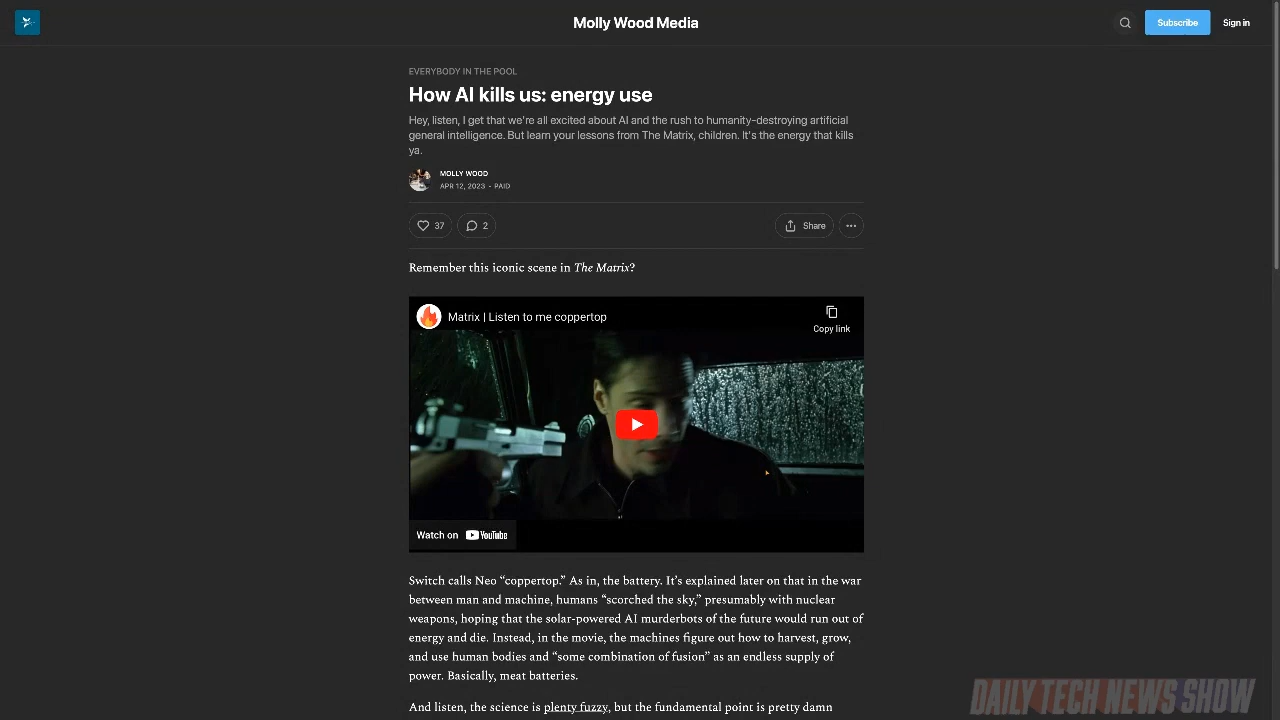 Molly Wood Media
Subscribe
Sign in
EVERYBODY IN THE POOL
How AI kills us: energy use
Hey, listen, I get that we're all excited about AI and the rush to humanity-destroying artificial
general intelligence. But learn your lessons from The Matrix, children. It's the energy that kills
ya.
MOLLY WOOD
APR 12, 2023 · PAID
37
2
Share
Remember this iconic scene in The Matrix?
Matrix | Listen to me coppertop
Copy link
Watch on YouTube
Switch calls Neo “coppertop.” As in, the battery. It’s explained later on that in the war
between man and machine, humans “scorched the sky,” presumably with nuclear
weapons, hoping that the solar-powered AI murderbots of the future would run out of
energy and die. Instead, in the movie, the machines figure out how to harvest, grow,
and use human bodies and “some combination of fusion” as an endless supply of
power. Basically, meat batteries.
And listen, the science is plenty fuzzy, but the fundamental point is pretty damn
DAILY TECH NEWS SHOW